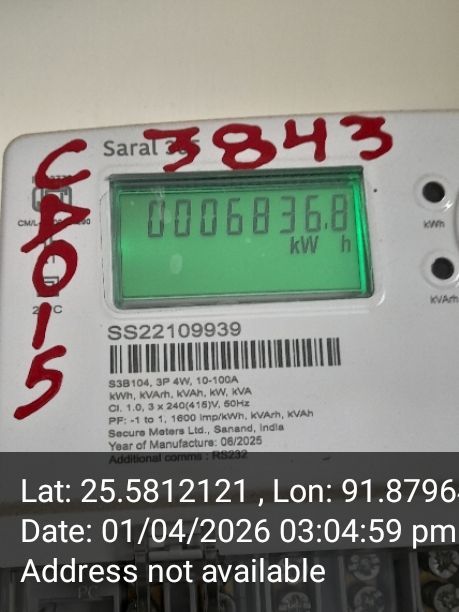 3843
CA015
Saral
0006836.8
kW h
kWh
kVArh
SS22109939
S3B104, 3P 4W, 10-100A
kWh, kVArh, kVAh, kW, kVA
Cl. 1.0, 3 x 240(415)V, 50Hz
PF: -1 to 1, 1600 imp/kWh, kVArh, kVAh
Secure Meters Ltd., Sanand, India
Year of Manufacture: 06/2025
Additional comms : RS232
Lat: 25.5812121 , Lon: 91.8796
Date: 01/04/2026 03:04:59 pm
Address not available